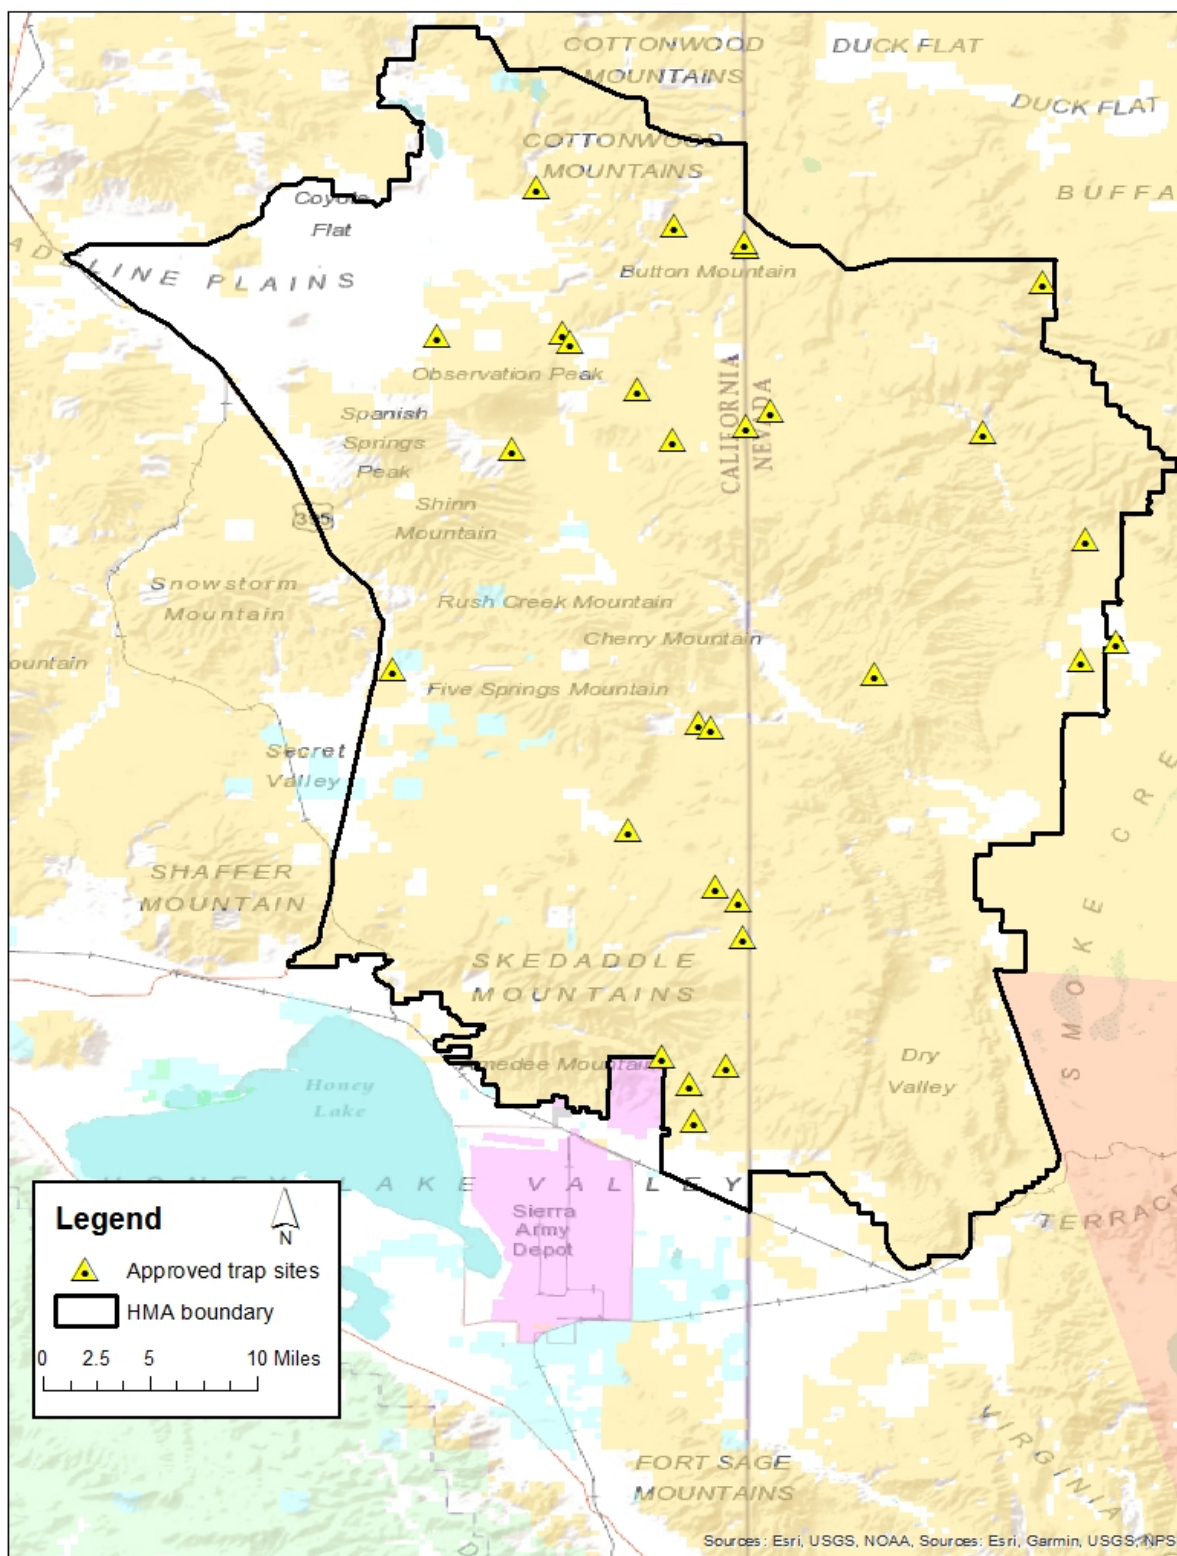 COTTONWOOD
MOUNTAINS
DUCK FLAT
DUCK FLAT
COTTONWOOD
MOUNTAINS
BUFFA
Coyote
Flat
LINE PLAINS
Button Mountain
Observation Peak
CALIFORNIA
NEVADA
Spanish
Springs
Peak
Shinn
Mountain
395
Snowstorm
Mountain
Rush Creek Mountain
Cherry Mountain
ountain
Five Springs Mountain
Secret
Valley
SHAFFER
MOUNTAIN
SKEDADDLE
MOUNTAINS
SMOKE CRE
Amedee Mountain
Dry
Valley
Honey
Lake
LAKE VALLEY
Sierra
Army
Depot
TERRACE
Legend
N
Approved trap sites
HMA boundary
0 2.5 5 10 Miles
VIRGINIA
FORT SAGE
MOUNTAINS
D
Sources: Esri, USGS, NOAA, Sources: Esri, Garmin, USGS, NPS